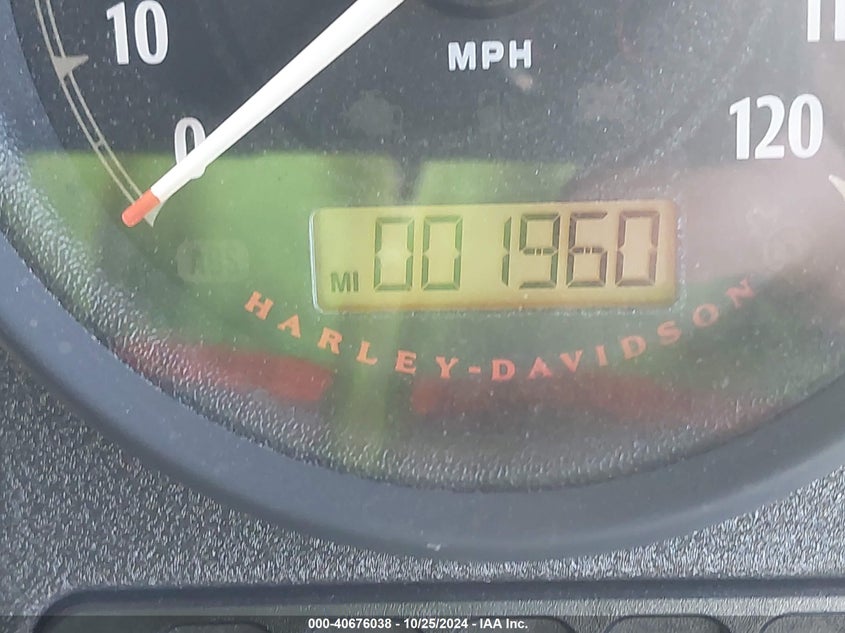 10
MPH
0
120
MI 001960
HARLEY-DAVIDSON
000-40676038 - 10/25/2024 - IAA Inc.